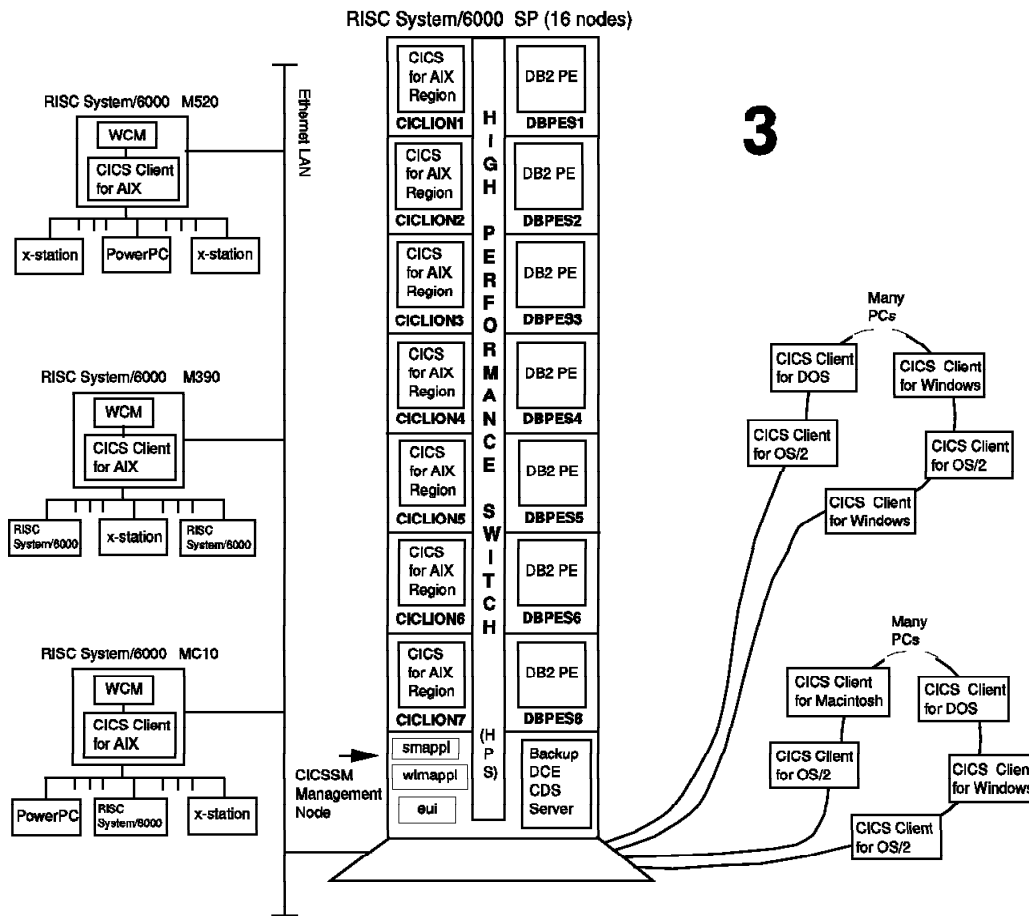 RISC System/6000 SP (16 nodes)
3
Ethernet LAN
RISC System/6000 M520
WCM
CICS Client
for AIX
x-station
PowerPC
x-station
RISC System/6000 M390
WCM
CICS Client
for AIX
RISC
System/6000
x-station
RISC
System/6000
RISC System/6000 MC10
WCM
CICS Client
for AIX
PowerPC
RISC
System/6000
x-station
CICS
for AIX
Region
CICLION1
DB2 PE
DBPES1
CICS
for AIX
Region
CICLION2
DB2 PE
DBPES2
CICS
for AIX
Region
CICLION3
DB2 PE
DBPES3
CICS
for AIX
Region
CICLION4
DB2 PE
DBPES4
CICS
for AIX
Region
CICLION5
DB2 PE
DBPES5
CICS
for AIX
Region
CICLION6
DB2 PE
DBPES6
CICS
for AIX
Region
CICLION7
DB2 PE
DBPES8
HIGH PERFORMANCE SWITCH (HPS)
smappl
wlmappl
eui
Backup
DCE
CDS
Server
CICSSM
Management
Node
Many
PCs
CICS Client
for DOS
CICS Client
for Windows
CICS Client
for OS/2
CICS Client
for OS/2
CICS Client
for Windows
Many
PCs
CICS Client
for Macintosh
CICS Client
for DOS
CICS Client
for OS/2
CICS Client
for Windows
CICS Client
for OS/2